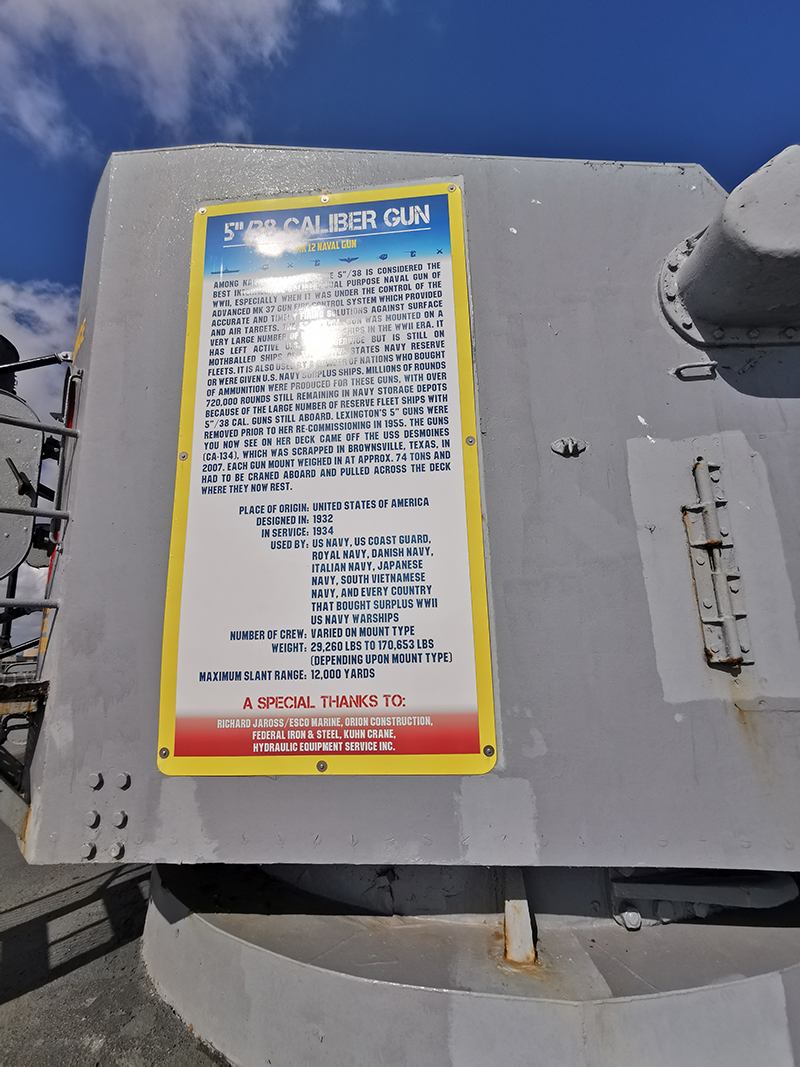 5"/38 CALIBER GUN
12 NAVAL GUN
AMONG 5"/38 IS CONSIDERED THE
BEST PURPOSE NAVAL GUN OF
WWII, ESPECIALLY WHEN IT WAS UNDER THE CONTROL OF THE
ADVANCED MK 37 GUN FIRE CONTROL SYSTEM WHICH PROVIDED
ACCURATE AND TIMELY FIRING SOLUTIONS AGAINST SURFACE
AND AIR TARGETS. THE GUN WAS MOUNTED ON A
VERY LARGE NUMBER OF SHIPS IN THE WWII ERA. IT
HAS LEFT ACTIVE SERVICE BUT IS STILL ON
MOTHBALLED SHIPS STATES NAVY RESERVE
FLEETS. IT IS ALSO USED BY OF NATIONS WHO BOUGHT
OR WERE GIVEN U.S. NAVY SURPLUS SHIPS. MILLIONS OF ROUNDS
OF AMMUNITION WERE PRODUCED FOR THESE GUNS, WITH OVER
720,000 ROUNDS STILL REMAINING IN NAVY STORAGE DEPOTS
BECAUSE OF THE LARGE NUMBER OF RESERVE FLEET SHIPS WITH
5"/38 CAL. GUNS STILL ABOARD. LEXINGTON'S 5" GUNS WERE
REMOVED PRIOR TO HER RE-COMMISSIONING IN 1955. THE GUNS
YOU NOW SEE ON HER DECK CAME OFF THE USS DESMOINES
(CA-134), WHICH WAS SCRAPPED IN BROWNSVILLE, TEXAS, IN
2007. EACH GUN MOUNT WEIGHED IN AT APPROX. 74 TONS AND
HAD TO BE CRANED ABOARD AND PULLED ACROSS THE DECK
WHERE THEY NOW REST.
PLACE OF ORIGIN: UNITED STATES OF AMERICA
DESIGNED IN: 1932
IN SERVICE: 1934
USED BY: US NAVY, US COAST GUARD,
ROYAL NAVY, DANISH NAVY,
ITALIAN NAVY, JAPANESE
NAVY, SOUTH VIETNAMESE
NAVY, AND EVERY COUNTRY
THAT BOUGHT SURPLUS WWII
US NAVY WARSHIPS
NUMBER OF CREW: VARIED ON MOUNT TYPE
WEIGHT: 29,260 LBS TO 170,653 LBS
(DEPENDING UPON MOUNT TYPE)
MAXIMUM SLANT RANGE: 12,000 YARDS
A SPECIAL THANKS TO:
RICHARD JAROSS/ESCO MARINE, ORION CONSTRUCTION,
FEDERAL IRON & STEEL, KUHN CRANE,
HYDRAULIC EQUIPMENT SERVICE INC.